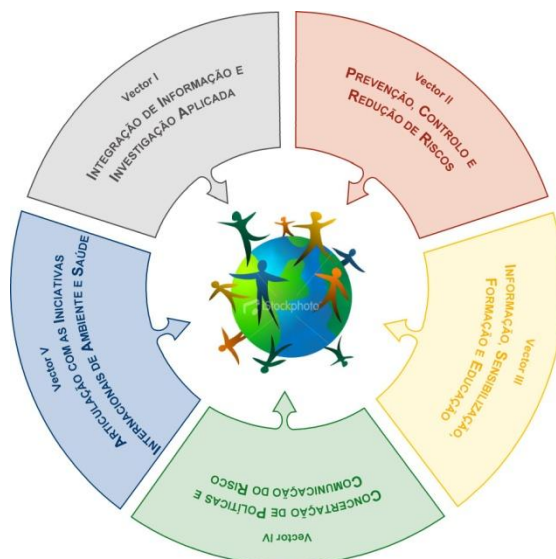 Vector I
INTEGRAÇÃO DE INFORMAÇÃO E
INVESTIGAÇÃO APLICADA
Vector II
PREVENÇÃO, CONTROLO E
REDUÇÃO DE RISCOS
Vector III
INFORMAÇÃO, SENSIBILIZAÇÃO,
FORMAÇÃO E EDUCAÇÃO
Vector IV
CONCERTAÇÃO DE POLÍTICAS E
COMUNICAÇÃO DO RISCO
Vector V
ARTICULAÇÃO COM AS INICIATIVAS
INTERNACIONAIS DE AMBIENTE E SAÚDE
iStockphoto